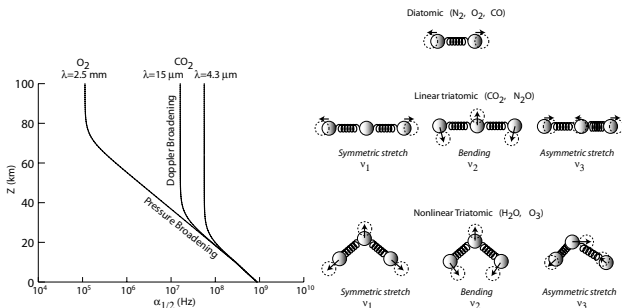 O2
λ=2.5 mm
CO2
λ=15 μm
λ=4.3 μm
100
80
60
40
20
0
Z (km)
Doppler Broadening
Pressure Broadening
10^4
10^5
10^6
10^7
10^8
10^9
10^10
α1/2 (Hz)
Diatomic (N2, O2, CO)
Linear triatomic (CO2, N2O)
Symmetric stretch
ν1
Bending
ν2
Asymmetric stretch
ν3
Nonlinear Triatomic (H2O, O3)
Symmetric stretch
ν1
Bending
ν2
Asymmetric stretch
ν3